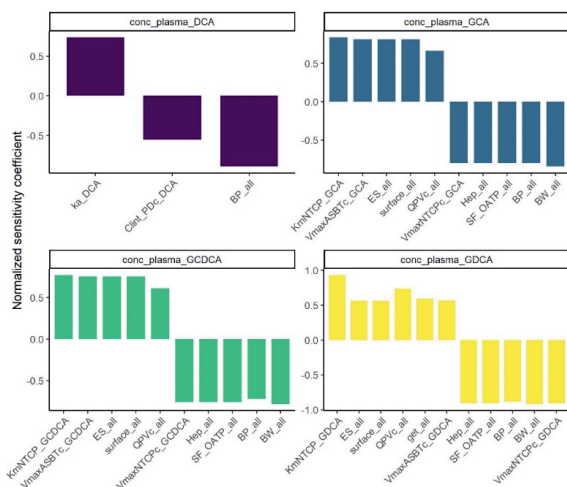 Normalized sensitivity coefficient
conc_plasma_DCA
0.5
0.0
-0.5
ka_DCA
Clint_PDc_DCA
BP_all
conc_plasma_GCA
0.5
0.0
-0.5
KmNTCP_GCA
VmaxASBTc_GCA
ES_all
surface_all
QPVc_all
VmaxNTCPc_GCA
Hep_all
SF_OATP_all
BP_all
BW_all
conc_plasma_GCDCA
0.5
0.0
-0.5
KmNTCP_GCDCA
VmaxASBTc_GCDCA
ES_all
surface_all
QPVc_all
VmaxNTCPc_GCDCA
Hep_all
SF_OATP_all
BP_all
BW_all
conc_plasma_GDCA
1.0
0.5
0.0
-0.5
-1.0
KmNTCP_GDCA
ES_all
surface_all
QPVc_all
get_all
VmaxASBTc_GDCA
Hep_all
SF_OATP_all
BP_all
BW_all
VmaxNTCPc_GDCA